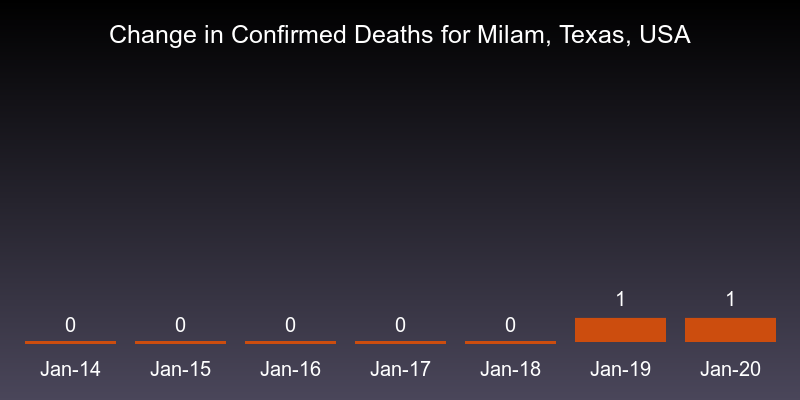 Change in Confirmed Deaths for Milam, Texas, USA
0 0 0 0 0 1 1
Jan-14 Jan-15 Jan-16 Jan-17 Jan-18 Jan-19 Jan-20